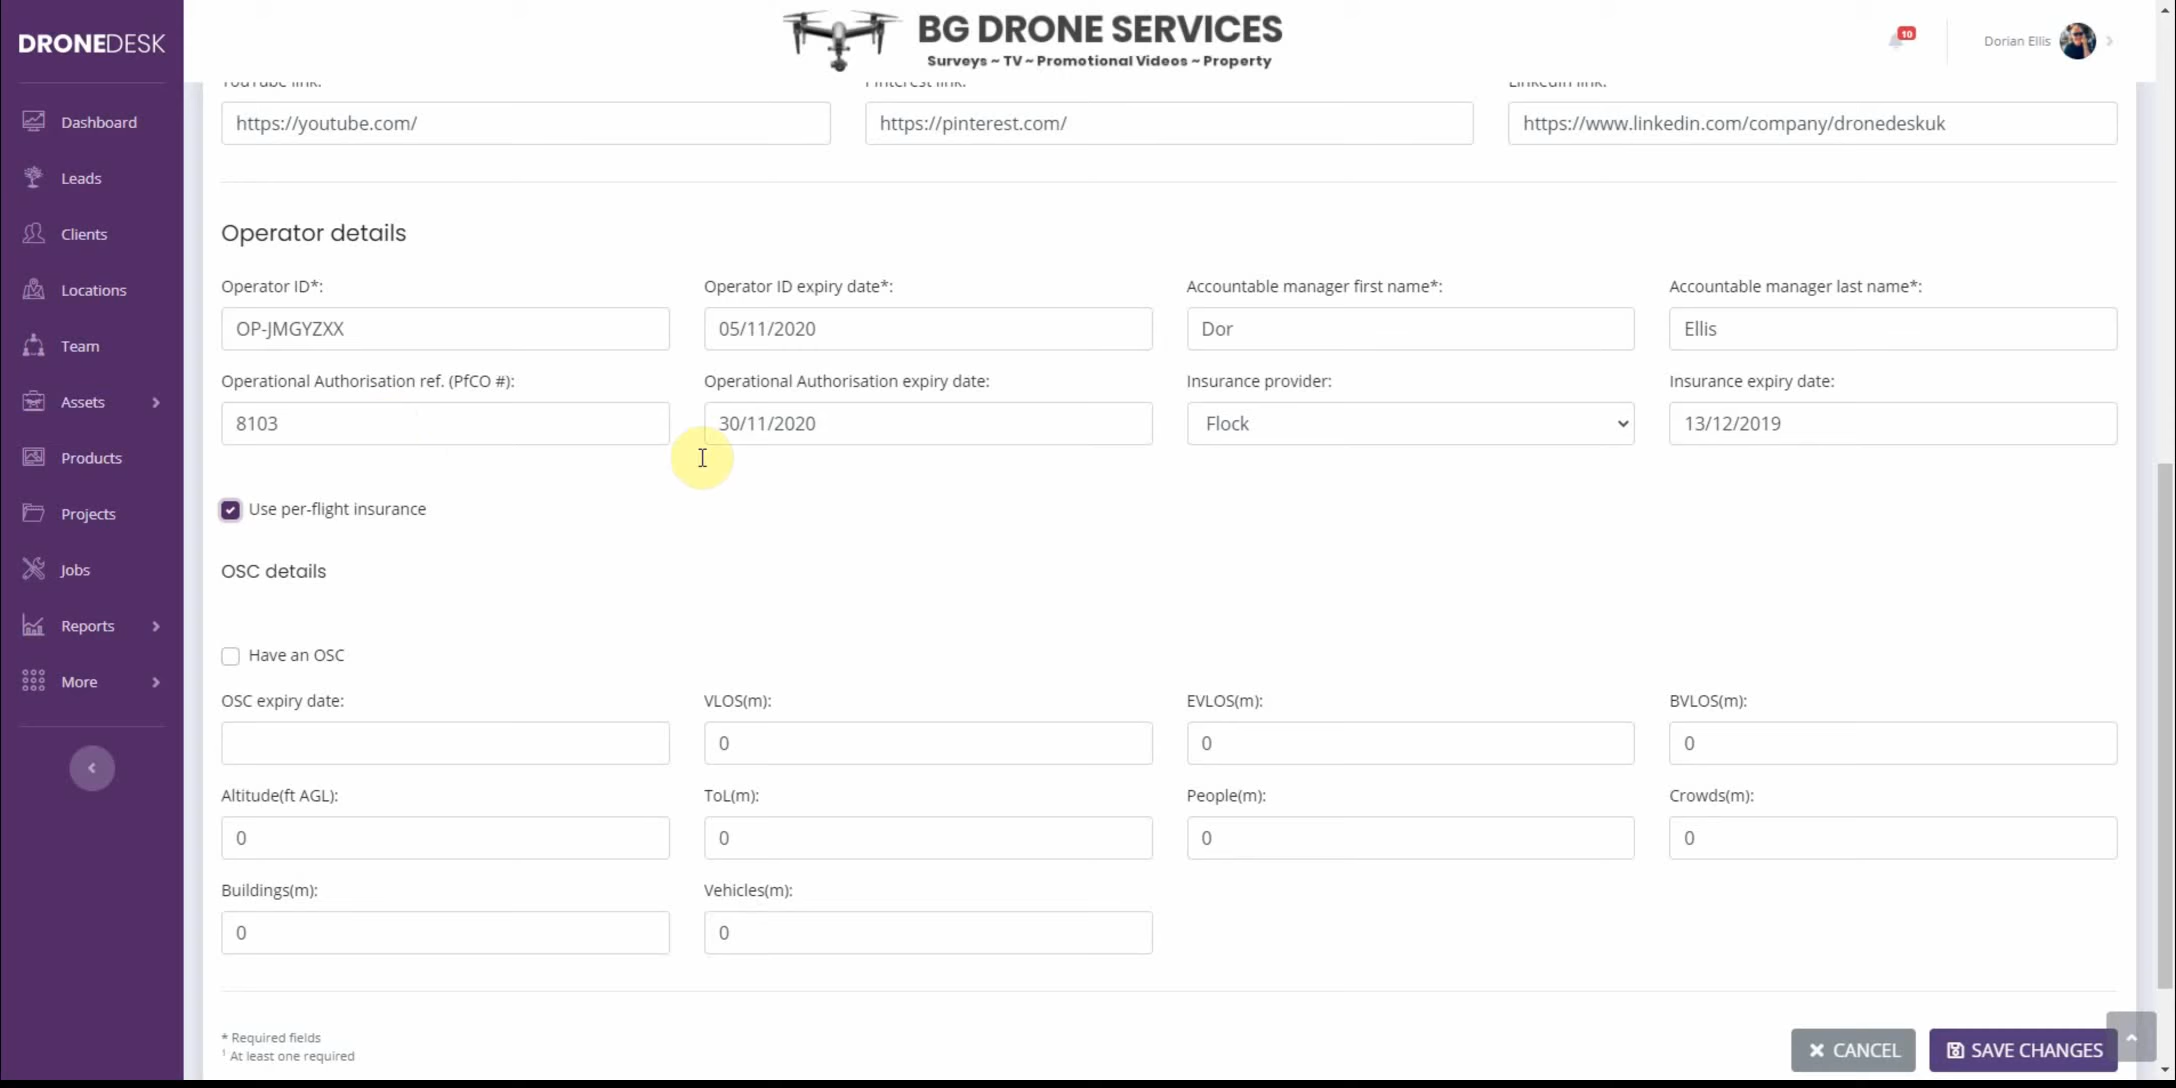 DRONEDESK
BG DRONE SERVICES
Surveys ~ TV ~ Promotional Videos ~ Property
10
Dorian Ellis
Dashboard
Leads
Clients
Locations
Team
Assets
Products
Projects
Jobs
Reports
More
YouTube link:
Pinterest link:
LinkedIn link:
https://youtube.com/
https://pinterest.com/
https://www.linkedin.com/company/dronedeskuk
Operator details
Operator ID*:
Operator ID expiry date*:
Accountable manager first name*:
Accountable manager last name*:
OP-JMGYZXX
05/11/2020
Dor
Ellis
Operational Authorisation ref. (PfCO #):
Operational Authorisation expiry date:
Insurance provider:
Insurance expiry date:
8103
30/11/2020
Flock
13/12/2019
Use per-flight insurance
OSC details
Have an OSC
OSC expiry date:
VLOS(m):
EVLOS(m):
BVLOS(m):
0
0
0
Altitude(ft AGL):
ToL(m):
People(m):
Crowds(m):
0
0
0
0
Buildings(m):
Vehicles(m):
0
0
* Required fields
¹ At least one required
CANCEL
SAVE CHANGES